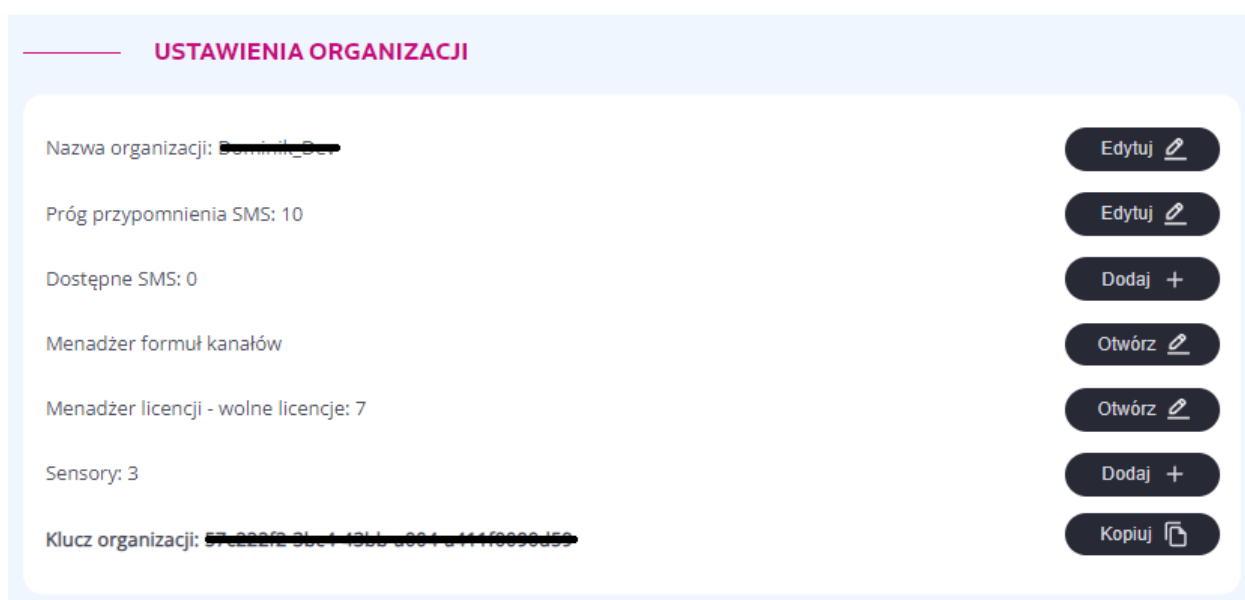 USTAWIENIA ORGANIZACJI
Nazwa organizacji:
Edytuj
Próg przypomnienia SMS: 10
Edytuj
Dostępne SMS: 0
Dodaj
Menadżer formuł kanałów
Otwórz
Menadżer licencji - wolne licencje: 7
Otwórz
Sensory: 3
Dodaj
Klucz organizacji:
Kopiuj